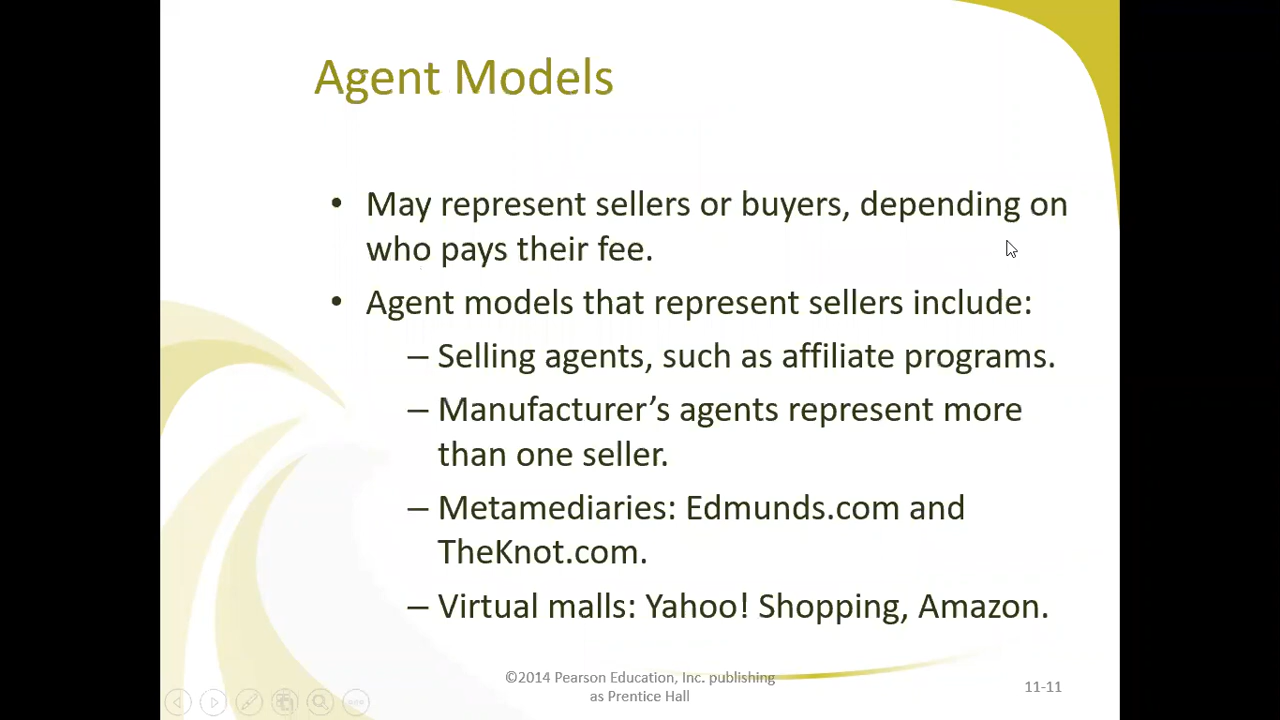 Agent Models
• May represent sellers or buyers, depending on
who pays their fee.
• Agent models that represent sellers include:
– Selling agents, such as affiliate programs.
– Manufacturer’s agents represent more
than one seller.
– Metamediaries: Edmunds.com and
TheKnot.com.
– Virtual malls: Yahoo! Shopping, Amazon.
©2014 Pearson Education, Inc. publishing
as Prentice Hall
11-11